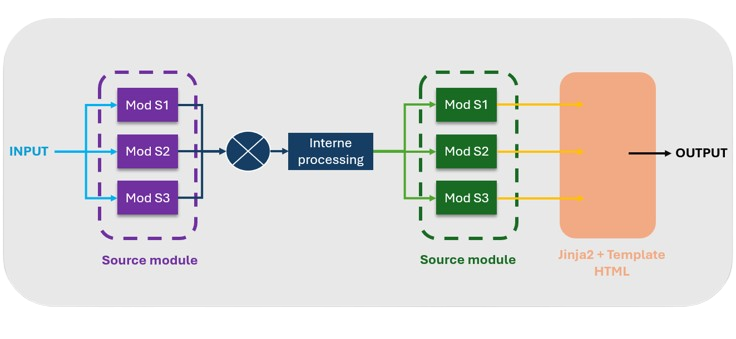 INPUT
Mod S1
Mod S2
Mod S3
Source module
Interne
processing
Mod S1
Mod S2
Mod S3
Source module
Jinja2 + Template
HTML
OUTPUT